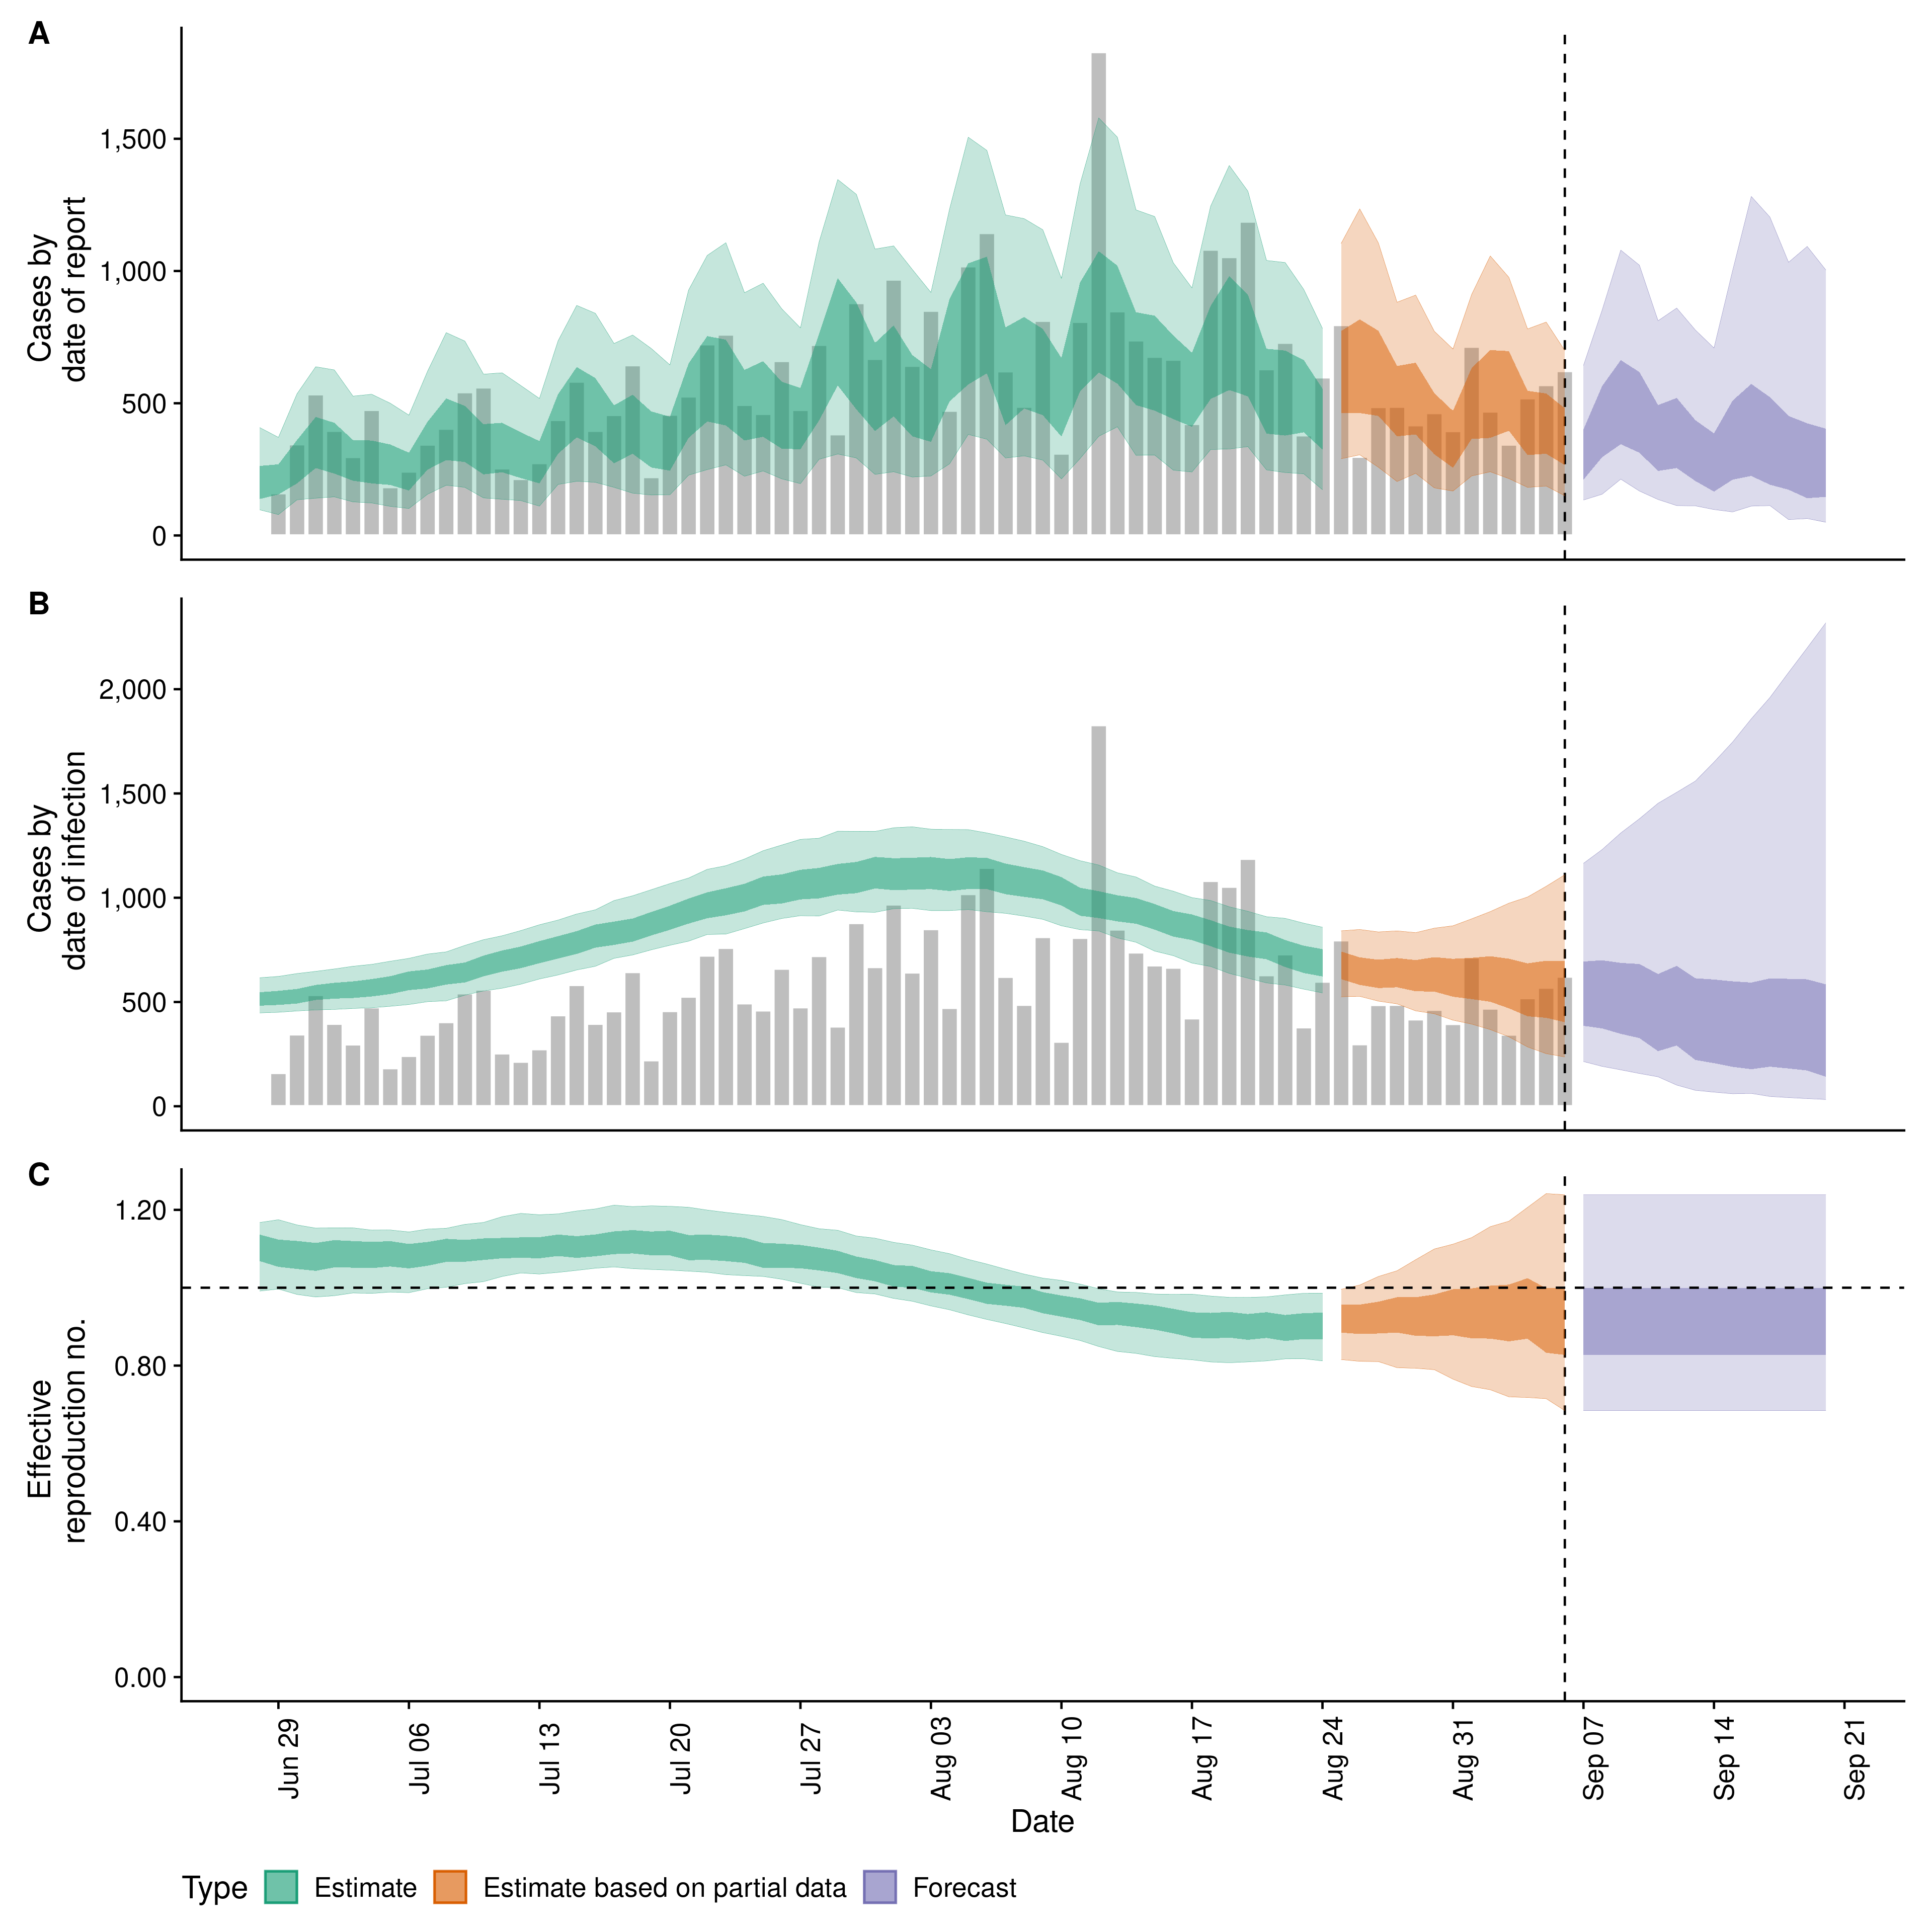 A
Cases by
date of report
1,500
1,000
500
0
B
Cases by
date of infection
2,000
1,500
1,000
500
0
C
Effective
reproduction no.
1.20
0.80
0.40
0.00
Jun 29
Jul 06
Jul 13
Jul 20
Jul 27
Aug 03
Aug 10
Aug 17
Aug 24
Aug 31
Sep 07
Sep 14
Sep 21
Date
Type Estimate Estimate based on partial data Forecast